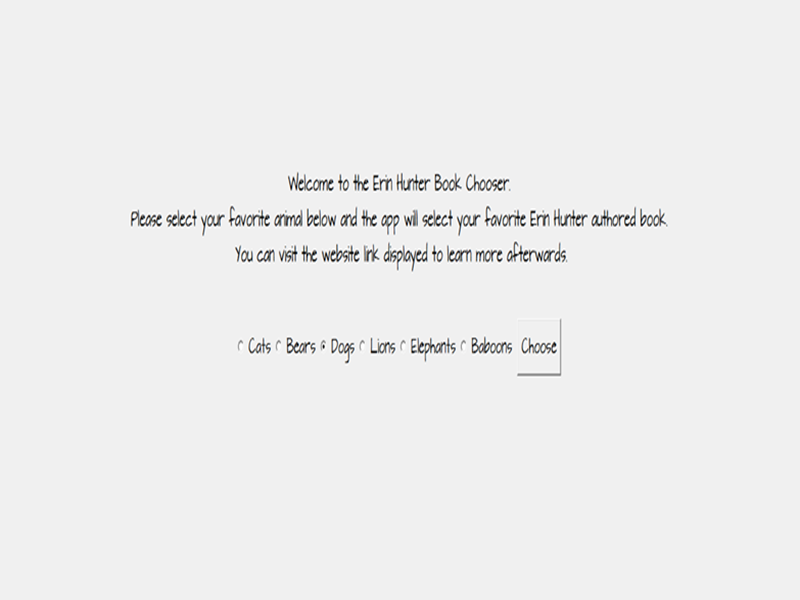 Welcome to the Erin Hunter Book Chooser.
Please select your favorite animal below and the app will select your favorite Erin Hunter authored book.
You can visit the website link displayed to learn more afterwards.
Cats Bears Dogs Lions Elephants Baboons Choose